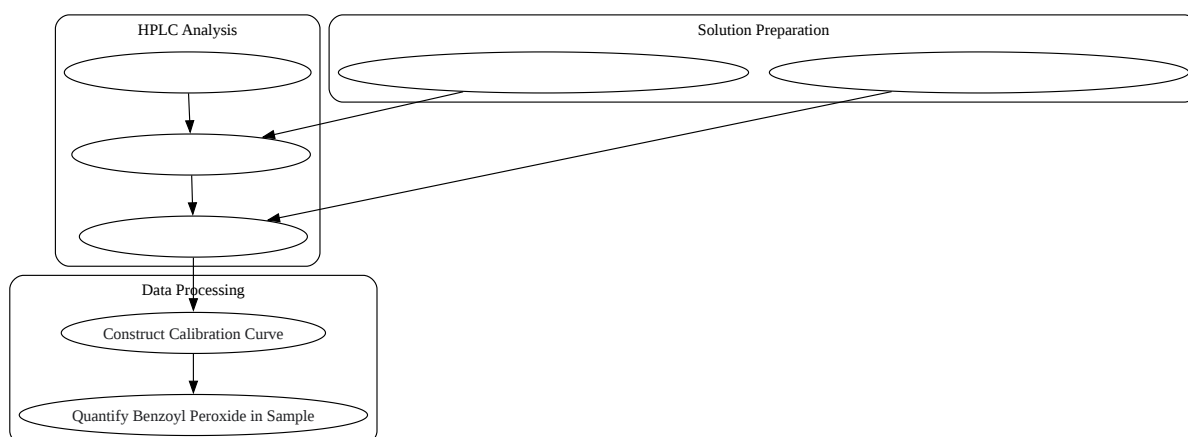 HPLC Analysis
Solution Preparation
Data Processing
Construct Calibration Curve
Quantify Benzoyl Peroxide in Sample